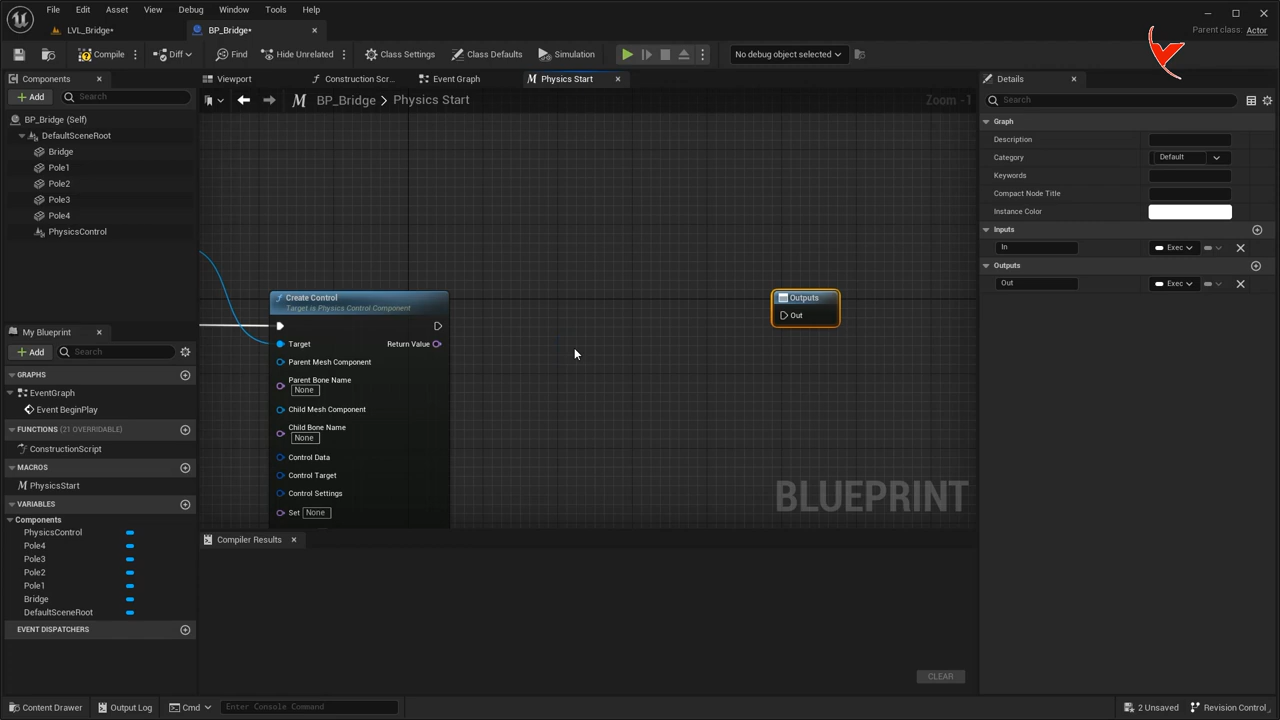 File Edit Asset View Debug Window Tools Help
LVL_Bridge* BP_Bridge*
Parent class: Actor
Compile Diff Find Hide Unrelated Class Settings Class Defaults Simulation No debug object selected
Components
Viewport Construction Scr... Event Graph Physics Start
Details
Add Search
BP_Bridge Physics Start
Zoom -1
Search
BP_Bridge (Self)
DefaultSceneRoot
Bridge
Pole1
Pole2
Pole3
Pole4
PhysicsControl
My Blueprint
Add Search
GRAPHS
EventGraph
Event BeginPlay
FUNCTIONS (21 OVERRIDABLE)
ConstructionScript
MACROS
PhysicsStart
VARIABLES
Components
PhysicsControl
Pole4
Pole3
Pole2
Pole1
Bridge
DefaultSceneRoot
EVENT DISPATCHERS
Create Control
Target is Physics Control Component
Target Return Value
Parent Mesh Component
Parent Bone Name
None
Child Mesh Component
Child Bone Name
None
Control Data
Control Target
Control Settings
Set None
Outputs
Out
BLUEPRINT
Compiler Results
CLEAR
Graph
Description
Category Default
Keywords
Compact Node Title
Instance Color
Inputs
In Exec
Outputs
Out Exec
Content Drawer Output Log Cmd Enter Console Command
2 Unsaved Revision Control